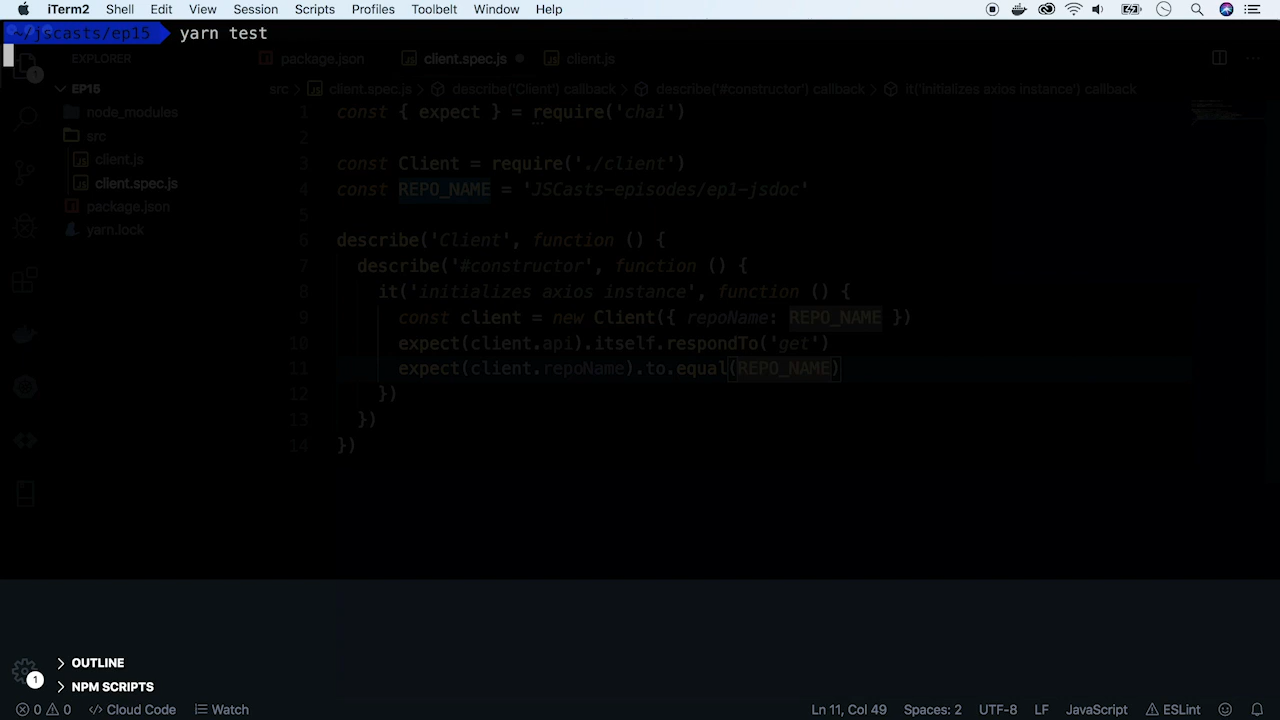 iTerm2 Shell Edit View Session Scripts Profiles Toolbelt Window Help
~/jscasts/ep15 yarn test
EXPLORER package.json client.spec.js client.js
1
EP15 src > client.spec.js > describe('Client') callback > describe('#constructor') callback > it('initializes axios instance') callback
node_modules
src
client.js
client.spec.js
package.json
yarn.lock
1 const { expect } = require('chai')
2
3 const Client = require('./client')
4 const REPO_NAME = 'JSCasts-episodes/ep1-jsdoc'
5
6 describe('Client', function () {
7 describe('#constructor', function () {
8 it('initializes axios instance', function () {
9 const client = new Client({ repoName: REPO_NAME })
10 expect(client.api).itself.respondTo('get')
11 expect(client.repoName).to.equal(REPO_NAME)
12 })
13 })
14 })
OUTLINE
1
NPM SCRIPTS
0 0 </> Cloud Code Watch Ln 11, Col 49 Spaces: 2 UTF-8 LF JavaScript ESLint